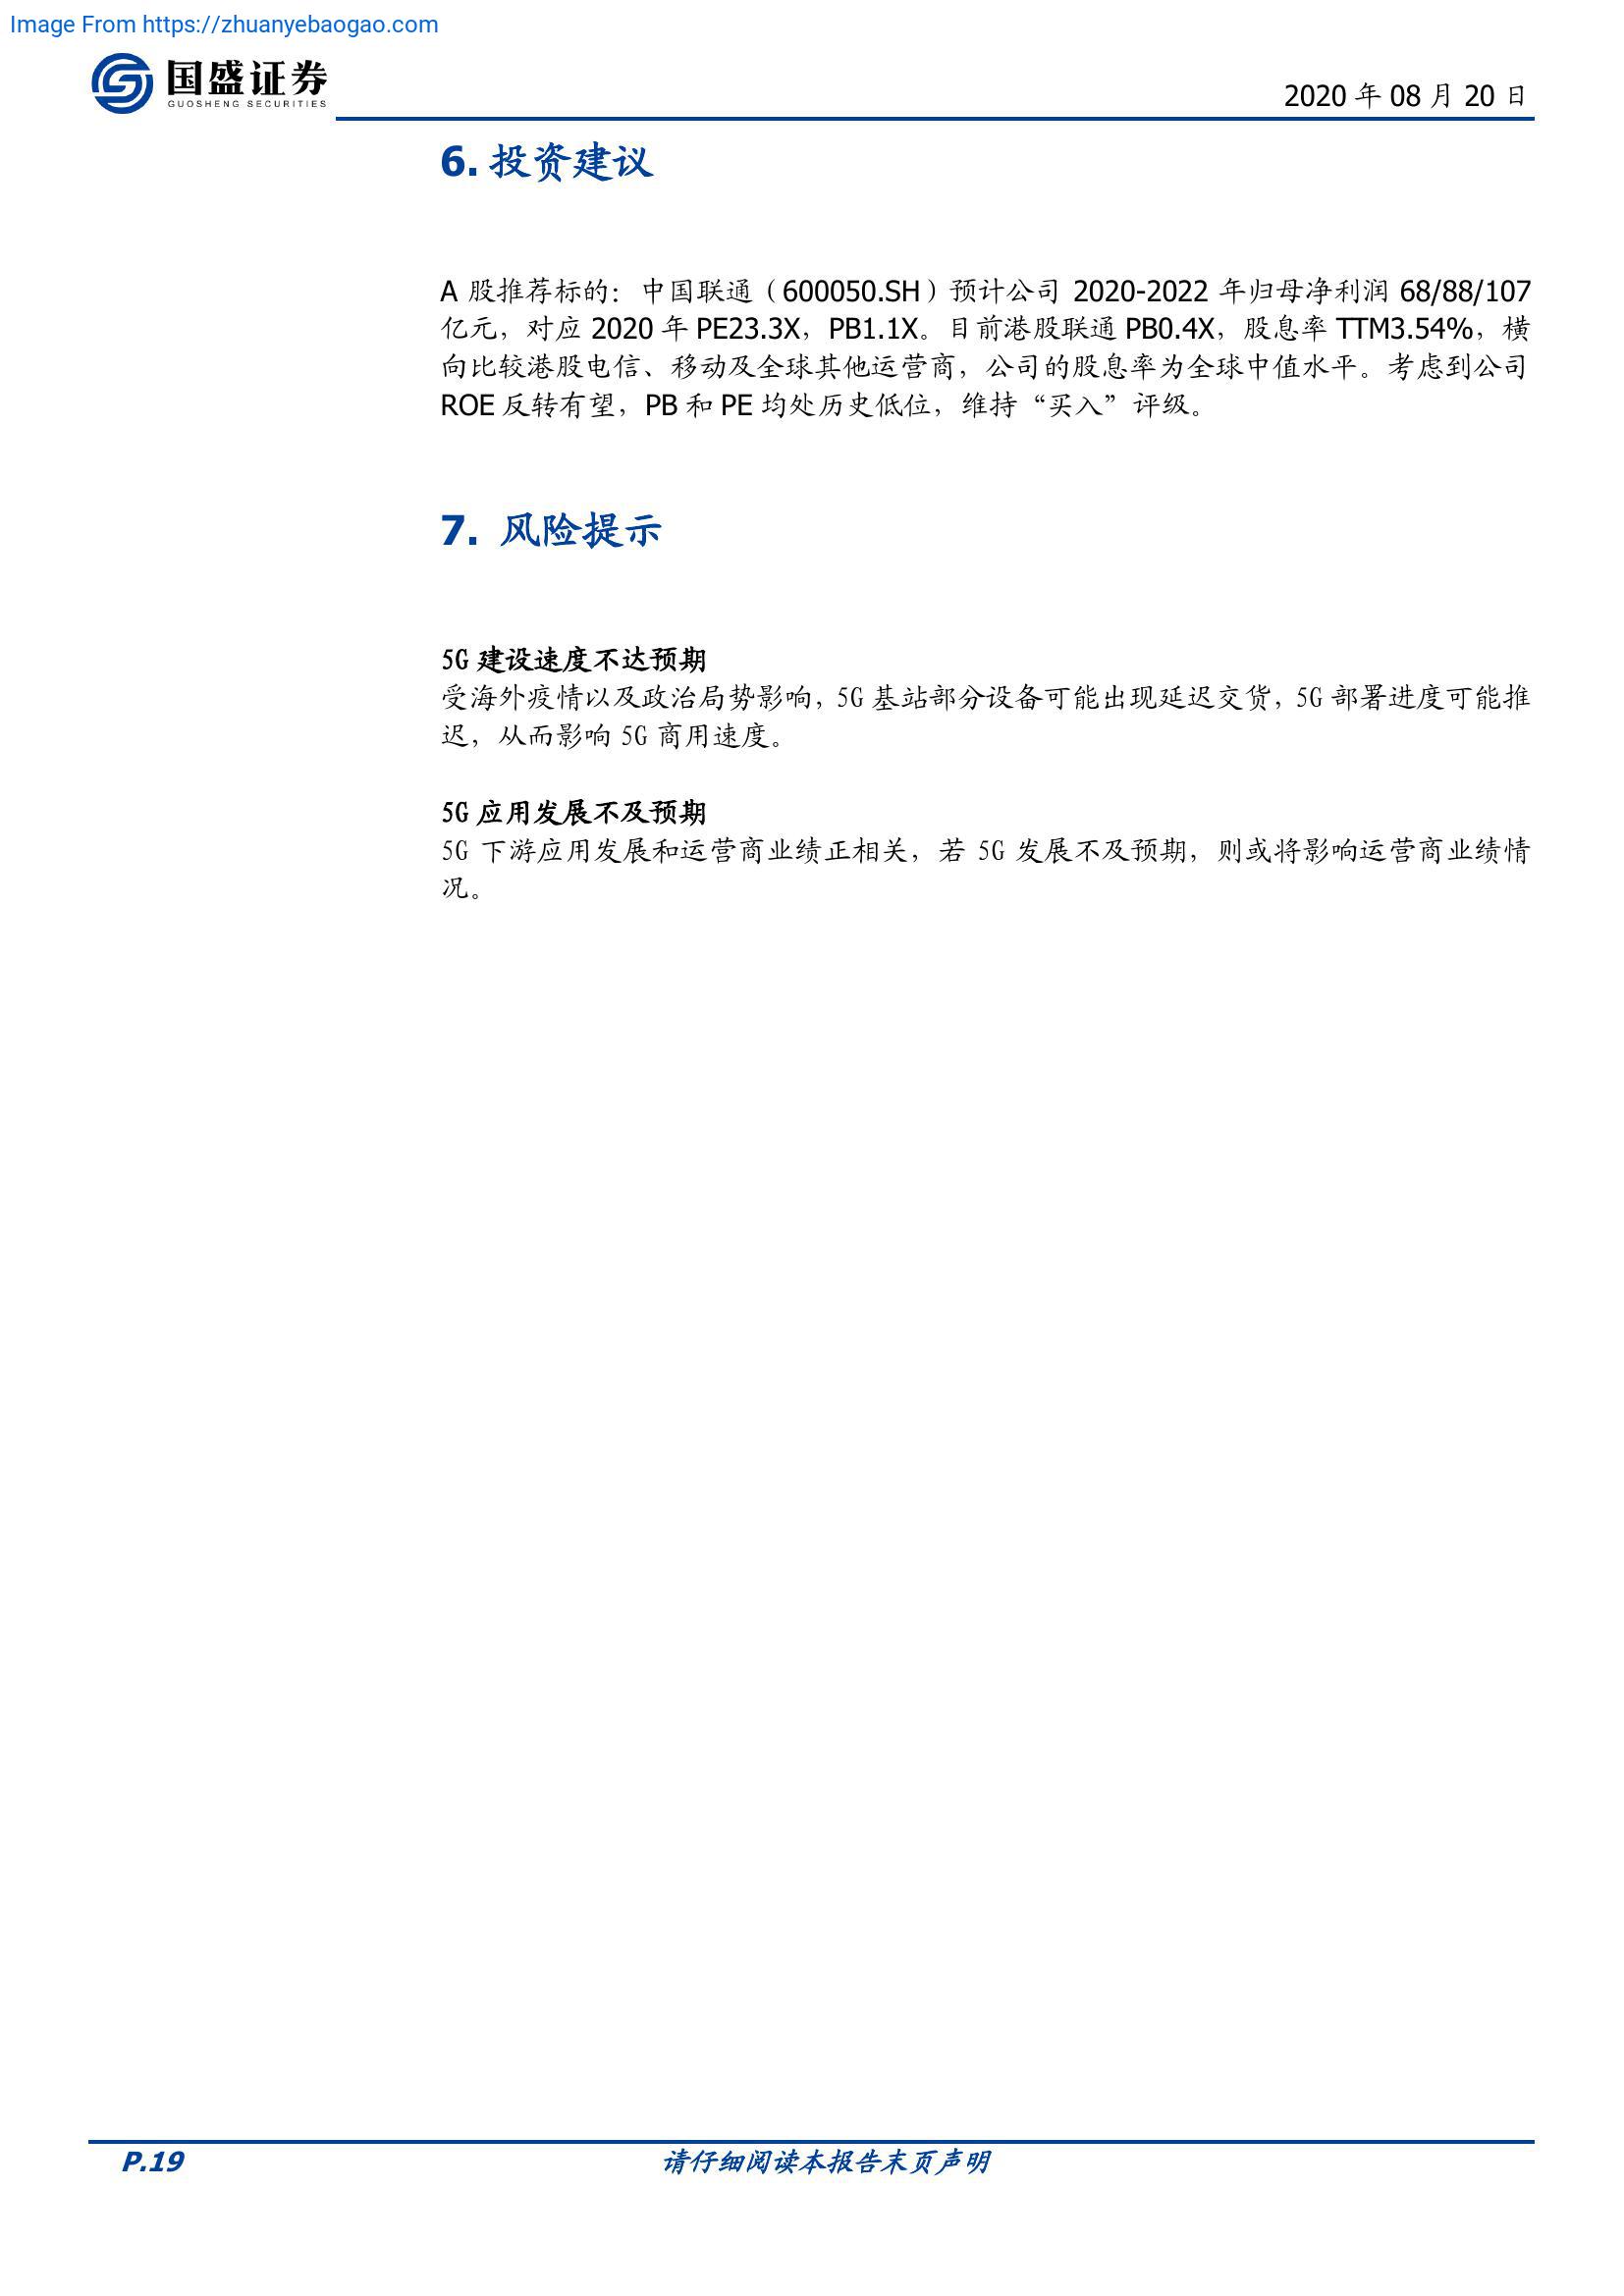 Image From https://zhuanyebaogao.com
国盛证券
GUOSHENG SECURITIES
2020 年 08 月 20 日
6. 投资建议
A 股推荐标的：中国联通（600050.SH）预计公司 2020-2022 年归母净利润 68/88/107
亿元，对应 2020 年 PE23.3X，PB1.1X。目前港股联通 PB0.4X，股息率 TTM3.54%，横
向比较港股电信、移动及全球其他运营商，公司的股息率为全球中值水平。考虑到公司
ROE 反转有望，PB 和 PE 均处历史低位，维持“买入”评级。
7. 风险提示
5G 建设速度不达预期
受海外疫情以及政治局势影响，5G 基站部分设备可能出现延迟交货，5G 部署进度可能推
迟，从而影响 5G 商用速度。
5G 应用发展不及预期
5G 下游应用发展和运营商业绩正相关，若 5G 发展不及预期，则或将影响运营商业绩情
况。
P.19
请仔细阅读本报告末页声明